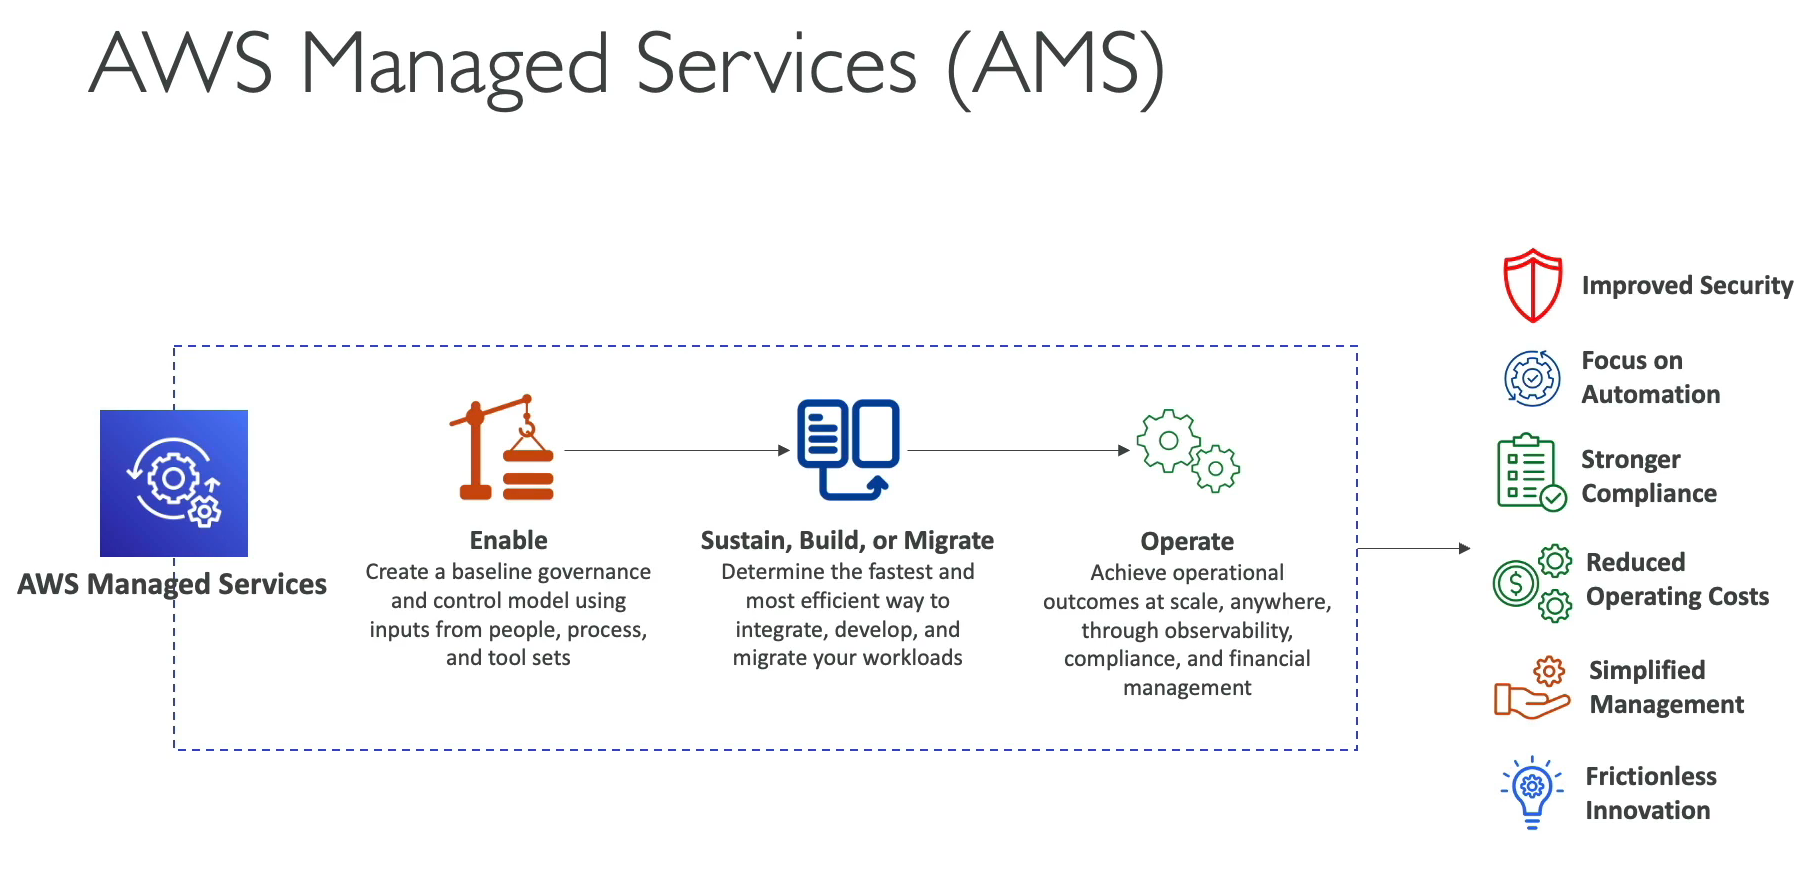 AWS Managed Services (AMS)
AWS Managed Services
Enable
Create a baseline governance
and control model using
inputs from people, process,
and tool sets
Sustain, Build, or Migrate
Determine the fastest and
most efficient way to
integrate, develop, and
migrate your workloads
Operate
Achieve operational
outcomes at scale, anywhere,
through observability,
compliance, and financial
management
Improved Security
Focus on
Automation
Stronger
Compliance
$
Reduced
Operating Costs
Simplified
Management
Frictionless
Innovation